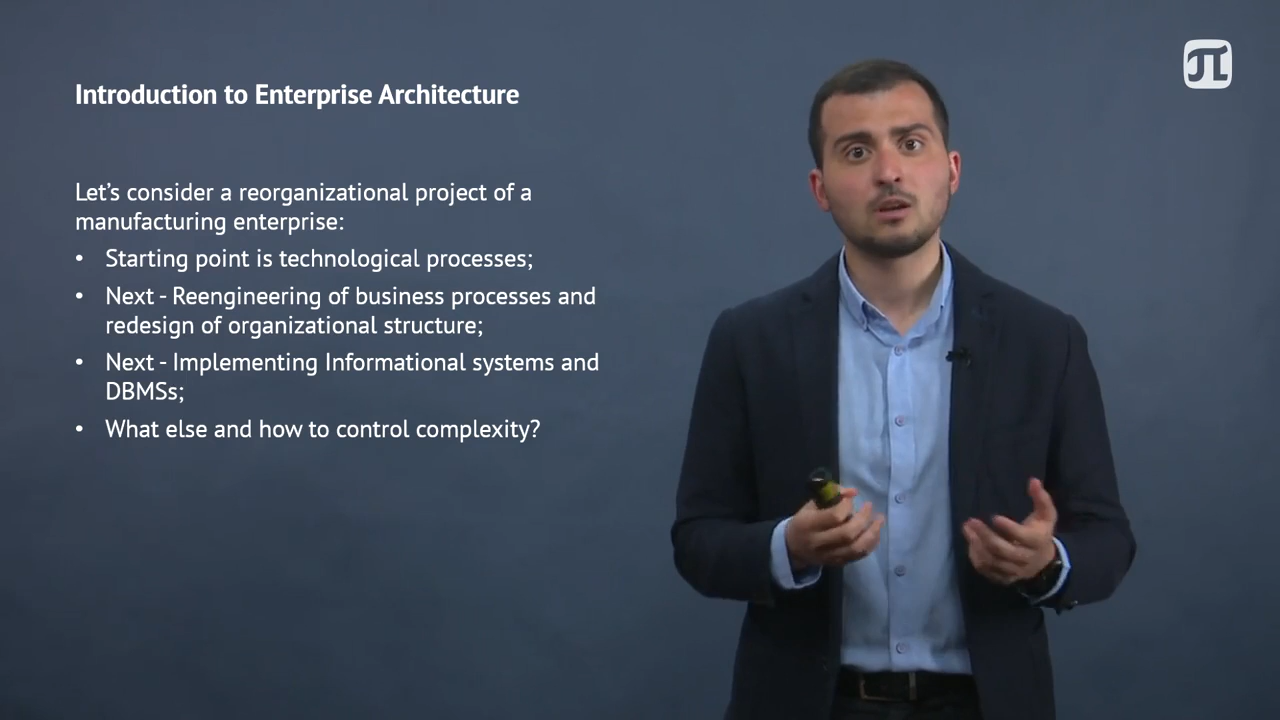 Introduction to Enterprise Architecture
Let's consider a reorganizational project of a
manufacturing enterprise:
• Starting point is technological processes;
• Next - Reengineering of business processes and
redesign of organizational structure;
• Next - Implementing Informational systems and
DBMSs;
• What else and how to control complexity?